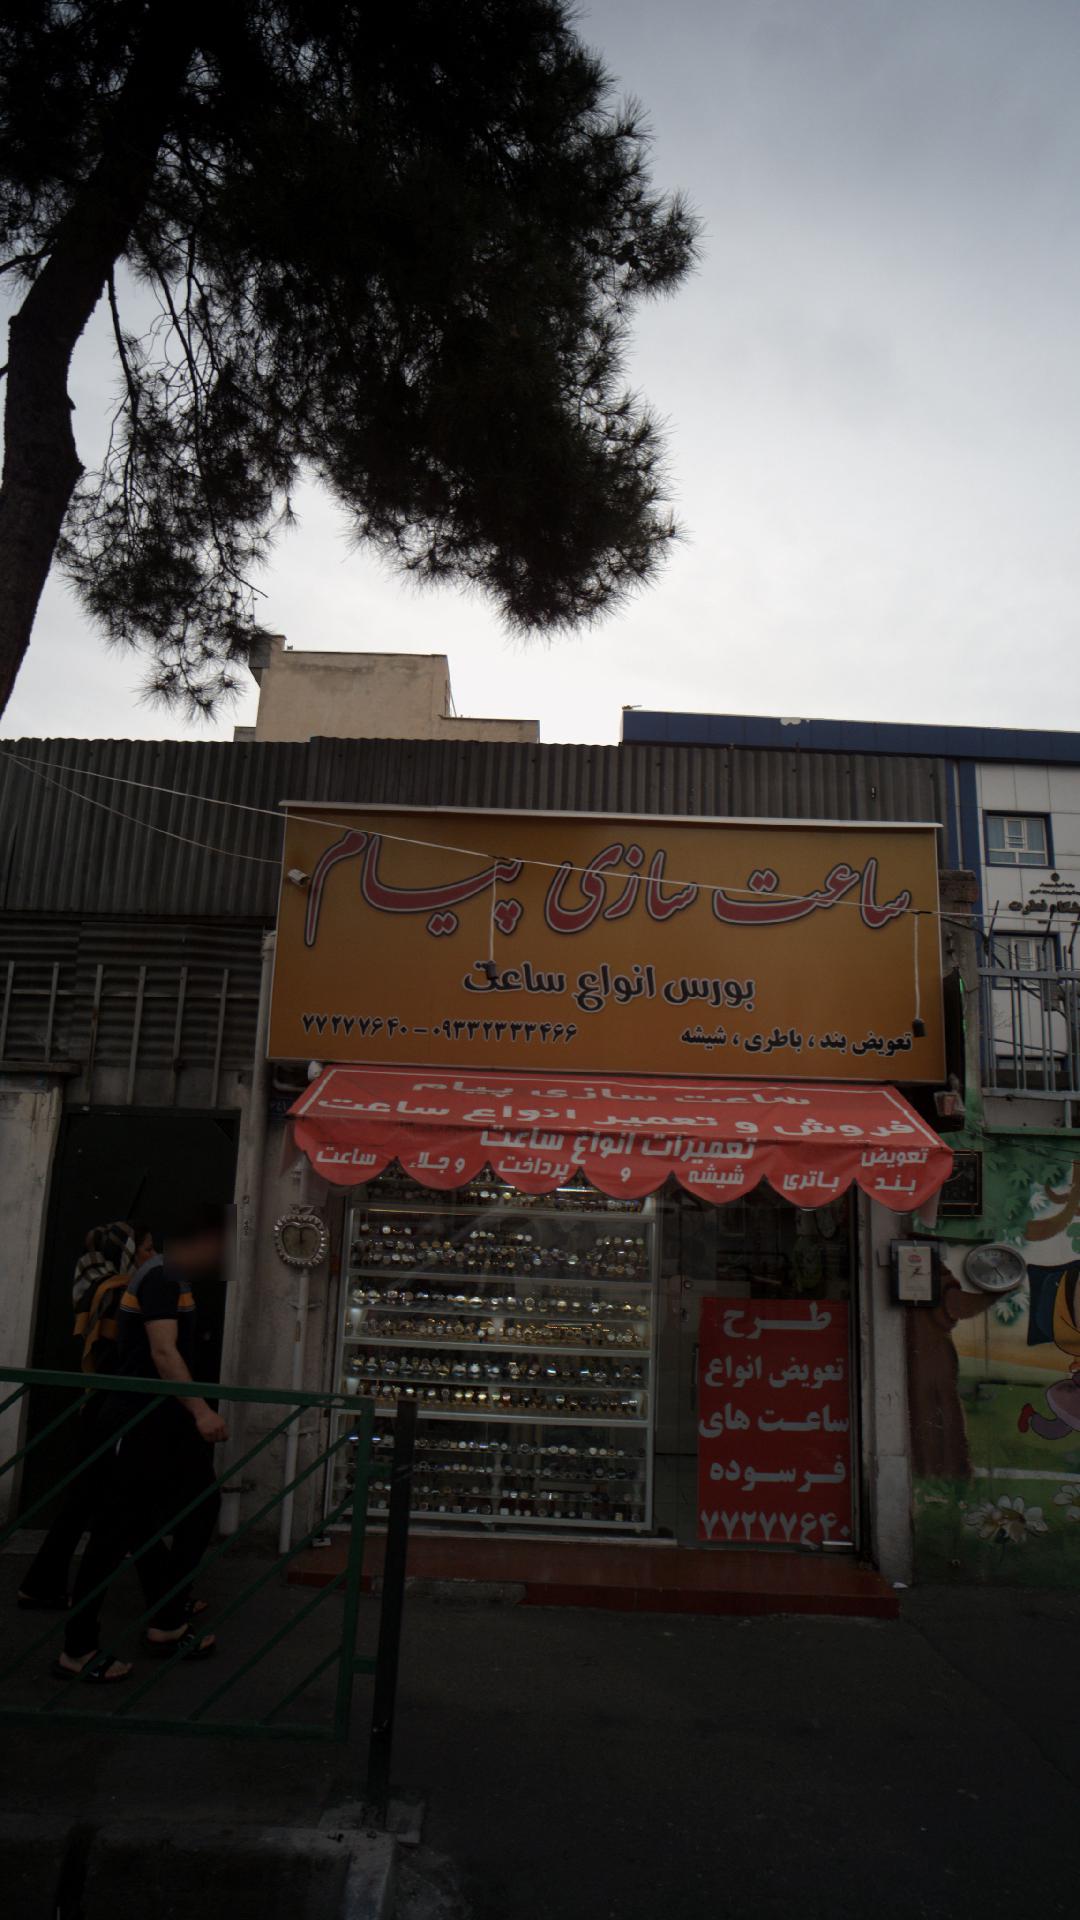 ساعت سازی پیام
بورس انواع ساعت
تعویض بند ، باطری ، شیشه
۷۷۲۷۷۶۴۰ - ۰۹۳۳۲۳۳۳۴۶۶
ساعت سازی پیام
فروش و تعمیر انواع ساعت
تعمیرات انواع ساعت
تعویض بند باتری شیشه و پرداخت و جلاء ساعت
طرح
تعویض انواع
ساعت های
فرسوده
۷۷۲۷۷۶۴۰